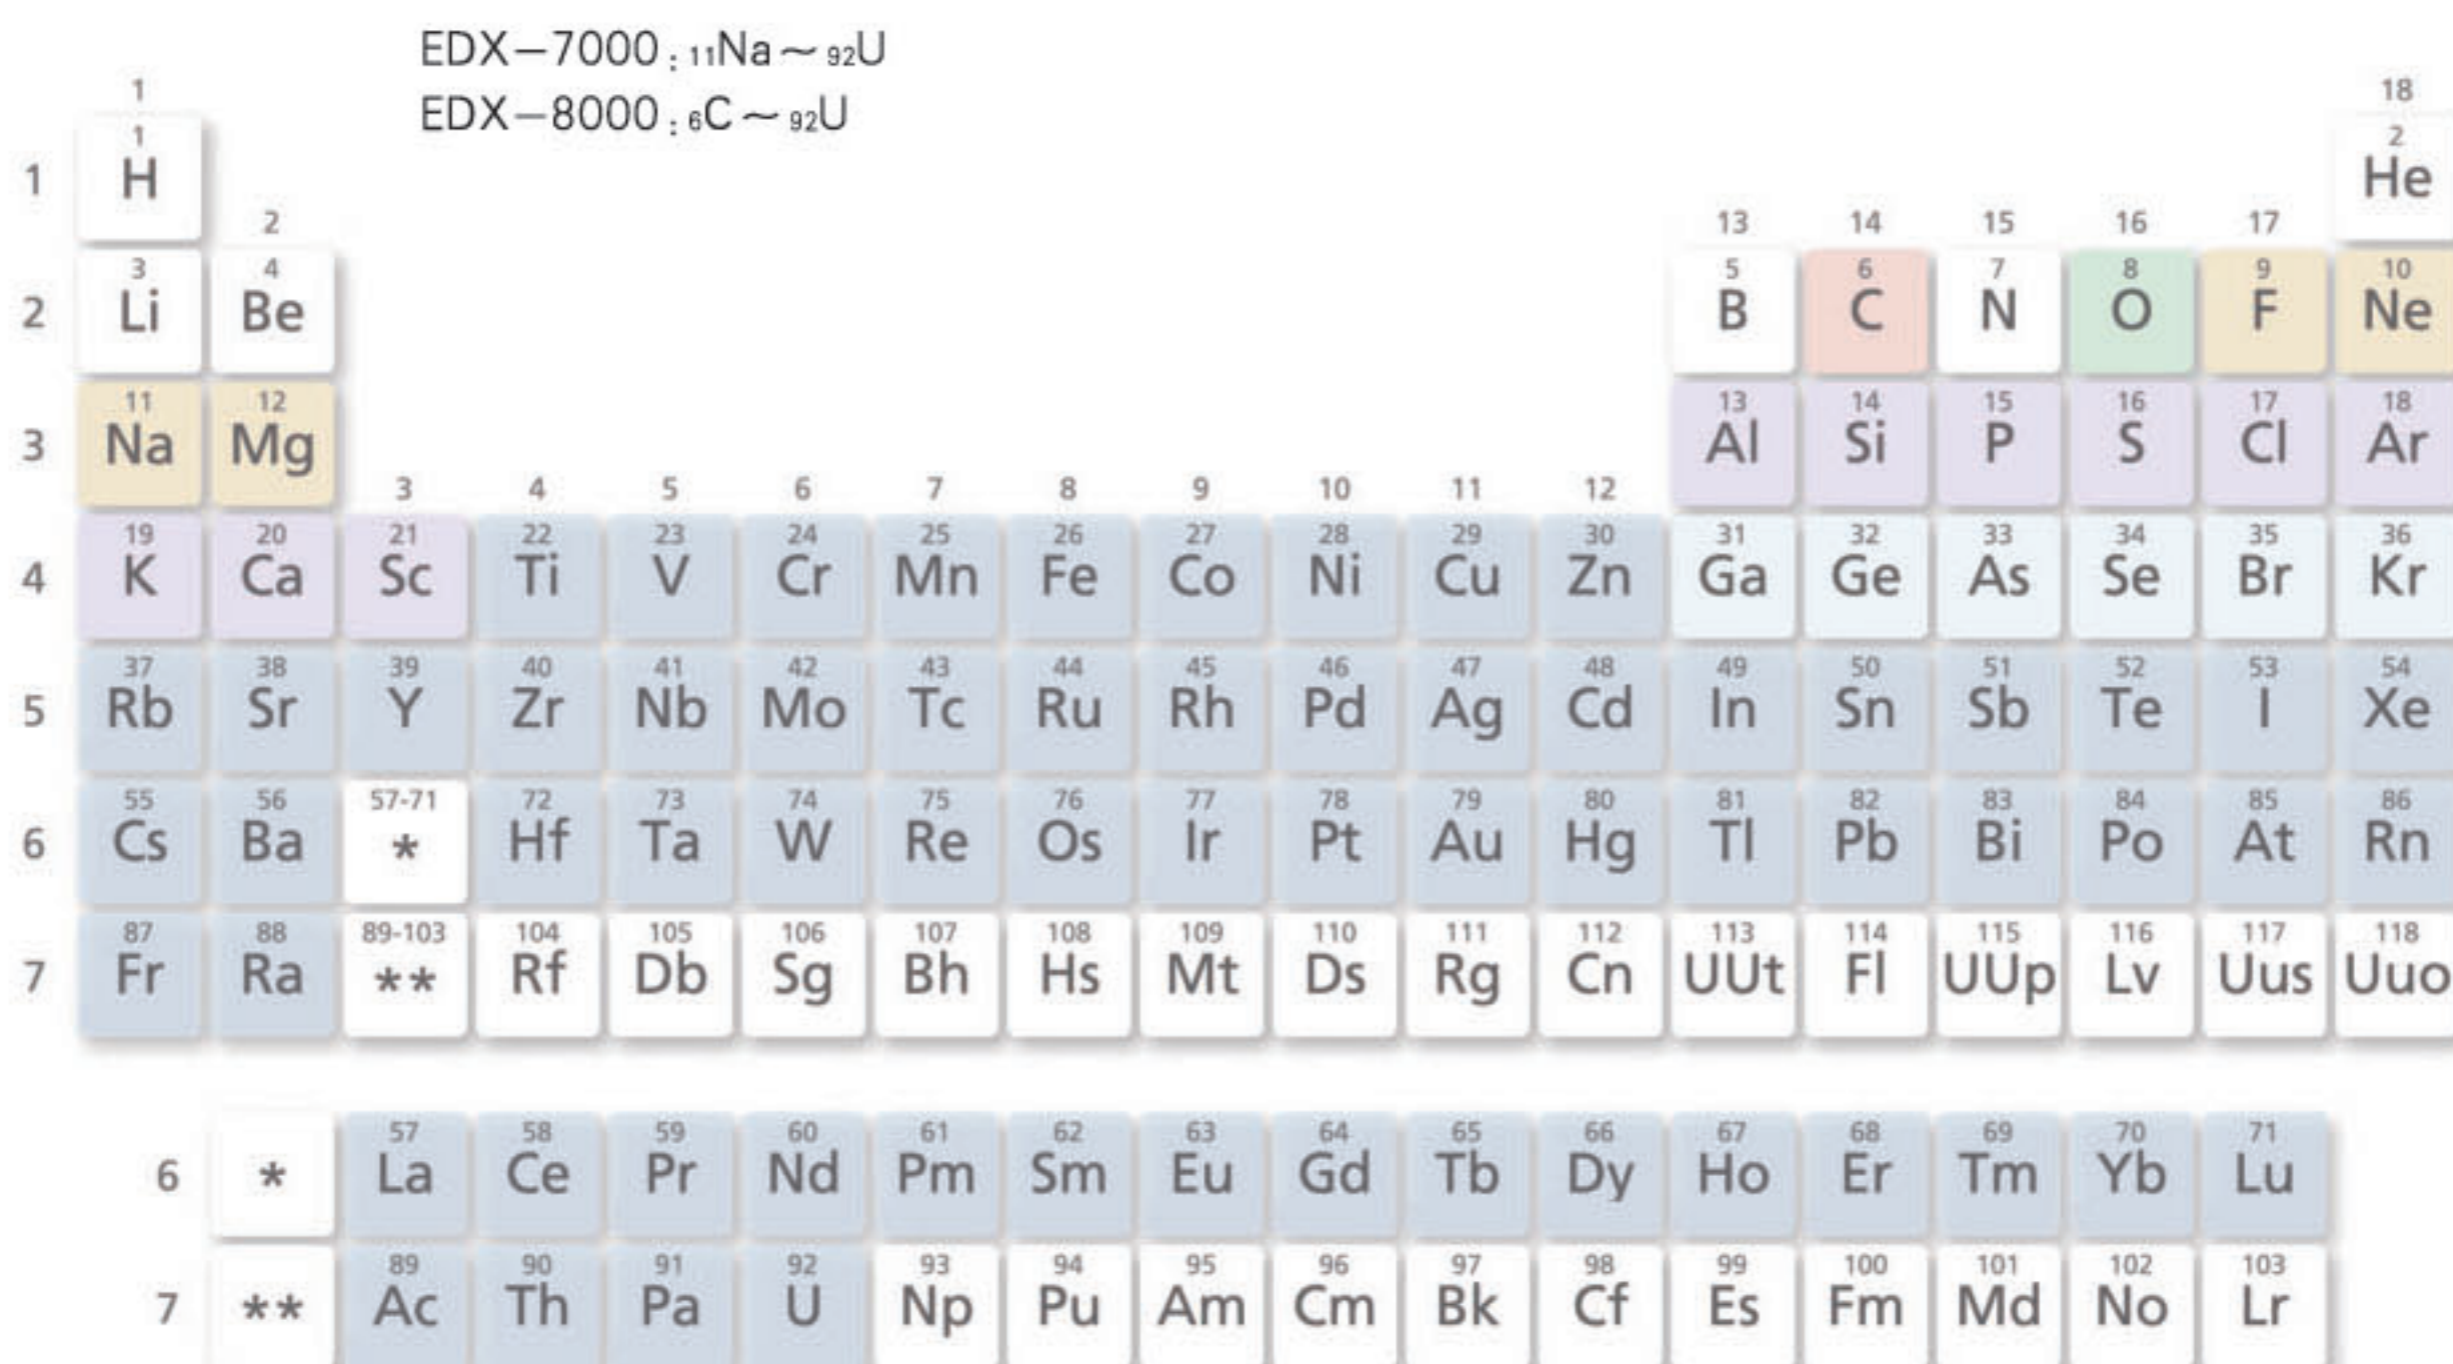 EDX−7000 : 11Na～92U
EDX−8000 : 6C～92U
1 18
1 2
1 H He
2 13 14 15 16 17
3 4 5 6 7 8 9 10
2 Li Be B C N O F Ne
11 12 13 14 15 16 17 18
3 Na Mg Al Si P S Cl Ar
3 4 5 6 7 8 9 10 11 12
19 20 21 22 23 24 25 26 27 28 29 30 31 32 33 34 35 36
4 K Ca Sc Ti V Cr Mn Fe Co Ni Cu Zn Ga Ge As Se Br Kr
37 38 39 40 41 42 43 44 45 46 47 48 49 50 51 52 53 54
5 Rb Sr Y Zr Nb Mo Tc Ru Rh Pd Ag Cd In Sn Sb Te I Xe
55 56 57-71 72 73 74 75 76 77 78 79 80 81 82 83 84 85 86
6 Cs Ba * Hf Ta W Re Os Ir Pt Au Hg Tl Pb Bi Po At Rn
87 88 89-103 104 105 106 107 108 109 110 111 112 113 114 115 116 117 118
7 Fr Ra ** Rf Db Sg Bh Hs Mt Ds Rg Cn UUt Fl UUp Lv Uus Uuo
57 58 59 60 61 62 63 64 65 66 67 68 69 70 71
6 * La Ce Pr Nd Pm Sm Eu Gd Tb Dy Ho Er Tm Yb Lu
89 90 91 92 93 94 95 96 97 98 99 100 101 102 103
7 ** Ac Th Pa U Np Pu Am Cm Bk Cf Es Fm Md No Lr